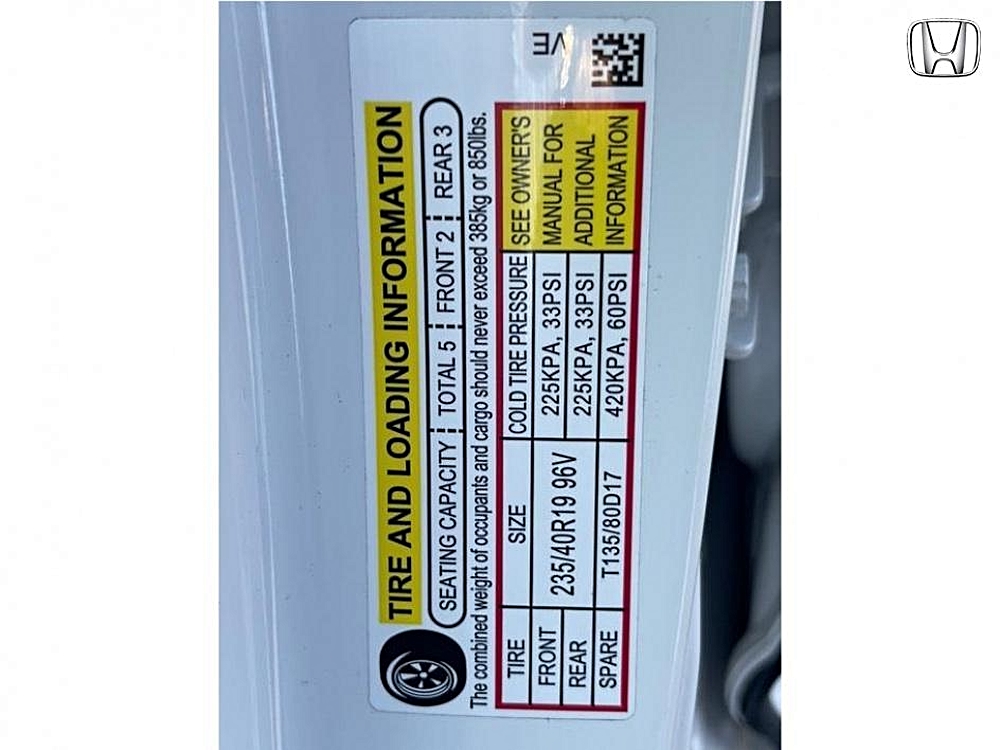 VE
TIRE AND LOADING INFORMATION
SEATING CAPACITY TOTAL 5 FRONT 2 REAR 3
The combined weight of occupants and cargo should never exceed 385kg or 850lbs.
TIRE SIZE COLD TIRE PRESSURE SEE OWNER'S
FRONT 235/40R19 96V 225KPA, 33PSI MANUAL FOR
REAR 225KPA, 33PSI ADDITIONAL
SPARE T135/80D17 420KPA, 60PSI INFORMATION